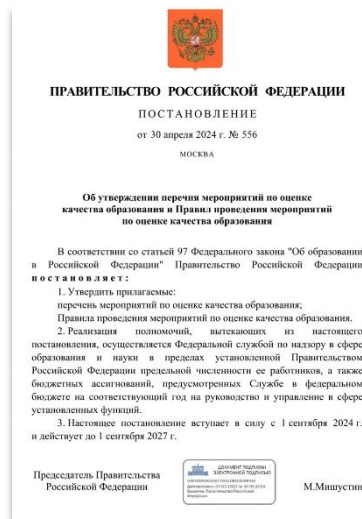 ПРАВИТЕЛЬСТВО РОССИЙСКОЙ ФЕДЕРАЦИИ
ПОСТАНОВЛЕНИЕ
от 30 апреля 2024 г. № 556
МОСКВА
Об утверждении перечня мероприятий по оценке
качества образования и Правил проведения мероприятий
по оценке качества образования
В соответствии со статьей 97 Федерального закона "Об образовании
в Российской Федерации" Правительство Российской Федерации
постановляет:
1. Утвердить прилагаемые:
перечень мероприятий по оценке качества образования;
Правила проведения мероприятий по оценке качества образования.
2. Реализация полномочий, вытекающих из настоящего
постановления, осуществляется Федеральной службой по надзору в сфере
образования и науки в пределах установленной Правительством
Российской Федерации предельной численности ее работников, а также
бюджетных ассигнований, предусмотренных Службе в федеральном
бюджете на соответствующий год на руководство и управление в сфере
установленных функций.
3. Настоящее постановление вступает в силу с 1 сентября 2024 г.
и действует до 1 сентября 2027 г.
Председатель Правительства
Российской Федерации
ДОКУМЕНТ ПОДПИСАН
ЭЛЕКТРОННОЙ ПОДПИСЬЮ
М.Мишустин